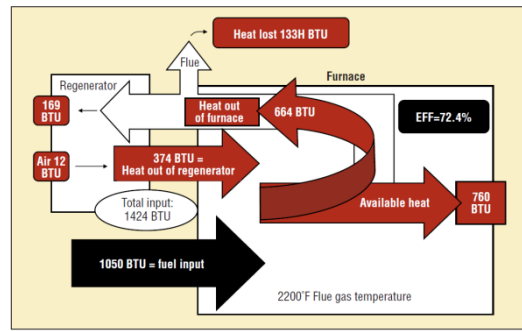 Heat lost 133H BTU
Flue
Regenerator
Furnace
169
BTU
Heat out
of furnace
664 BTU
EFF=72.4%
Air 12
BTU
374 BTU =
Heat out of regenerator
Total input:
1424 BTU
Available heat
760
BTU
1050 BTU = fuel input
2200˚F Flue gas temperature